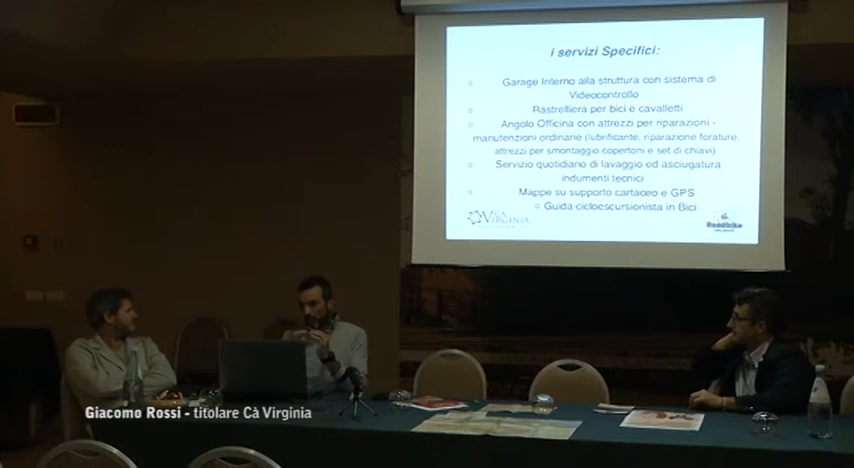 i servizi Specifici:
Garage Interno alla struttura con sistema di
Videocontrollo
Rastrelliera per bici e cavalletti
Angolo Officina con attrezzi per riparazioni -
manutenzioni ordinarie (lubrificante, riparazione forature,
attrezzi per smontaggio copertoni e set di chiavi)
Servizio quotidiano di lavaggio ed asciugatura
indumenti tecnici
Mappe su supporto cartaceo e GPS
Guida cicloescursionista in Bici
VIRGINIA
Roadbike
Giacomo Rossi - titolare Cà Virginia